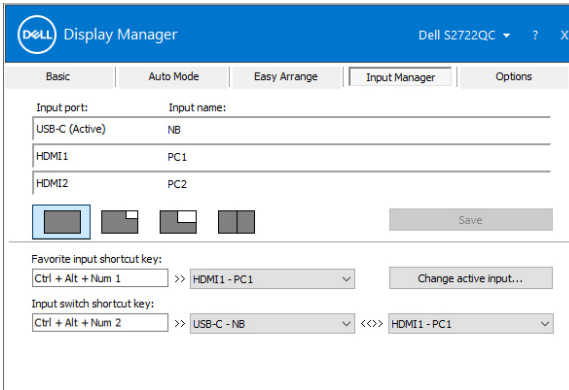 DELL Display Manager Dell S2722QC ? X
Basic Auto Mode Easy Arrange Input Manager Options
Input port: Input name:
USB-C (Active) NB
HDMI1 PC1
HDMI2 PC2
Save
Favorite input shortcut key:
Ctrl + Alt + Num 1 >> HDMI1 - PC1 Change active input...
Input switch shortcut key:
Ctrl + Alt + Num 2 >> USB-C - NB <<>> HDMI1 - PC1